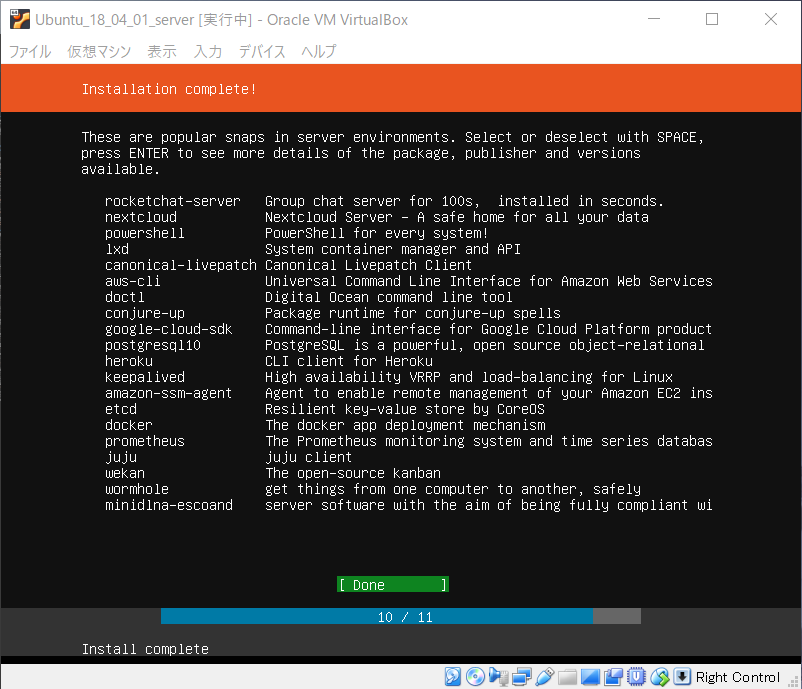 Ubuntu_18_04_01_server [実行中] - Oracle VM VirtualBox
ファイル 仮想マシン 表示 入力 デバイス ヘルプ
Installation complete!
These are popular snaps in server environments. Select or deselect with SPACE,
press ENTER to see more details of the package, publisher and versions
available.
rocketchat-server Group chat server for 100s,  installed in seconds.
nextcloud Nextcloud Server - A safe home for all your data
powershell PowerShell for every system!
lxd System container manager and API
canonical-livepatch Canonical Livepatch Client
aws-cli Universal Command Line Interface for Amazon Web Services
doctl Digital Ocean command line tool
conjure-up Package runtime for conjure-up spells
google-cloud-sdk Command-line interface for Google Cloud Platform product
postgresql10 PostgreSQL is a powerful, open source object-relational
heroku CLI client for Heroku
keepalived High availability VRRP and load-balancing for Linux
amazon-ssm-agent Agent to enable remote management of your Amazon EC2 ins
etcd Resilient key-value store by CoreOS
docker The docker app deployment mechanism
prometheus The Prometheus monitoring system and time series databas
juju juju client
wekan The open-source kanban
wormhole get things from one computer to another, safely
minidlna-escoand server software with the aim of being fully compliant wi
[ Done ]
10 / 11
Install complete
Right Control